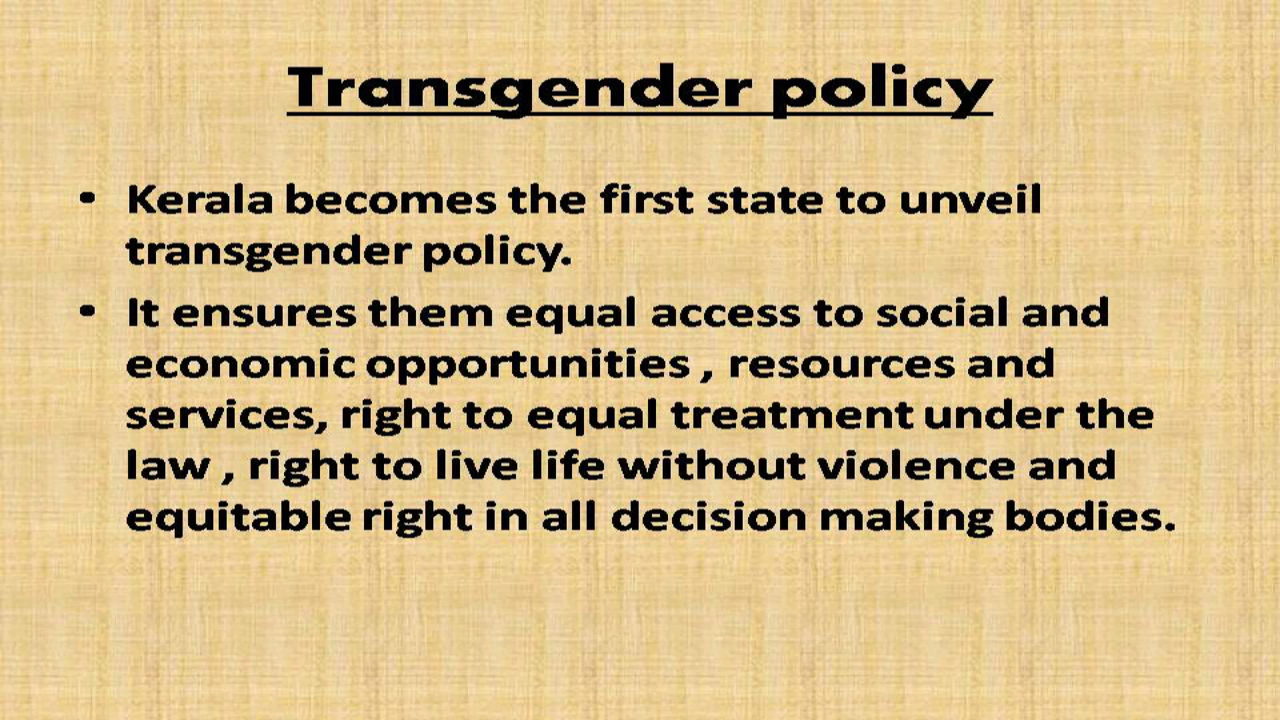 Transgender policy
• Kerala becomes the first state to unveil
transgender policy.
• It ensures them equal access to social and
economic opportunities , resources and
services, right to equal treatment under the
law , right to live life without violence and
equitable right in all decision making bodies.